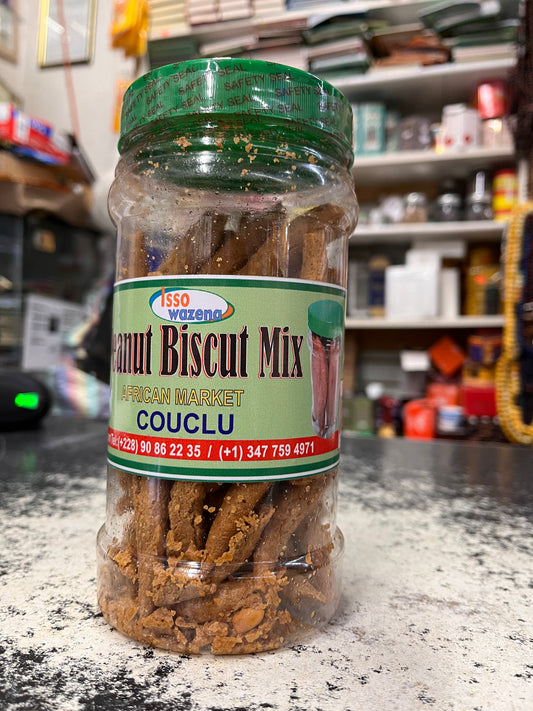 SAFETY SEAL SAFETY SEAL SAFETY
Isso
wazena
eanut Biscut Mix
AFRICAN MARKET
COUCLU
Tel:(+228) 90 86 22 35 / (+1) 347 759 4971